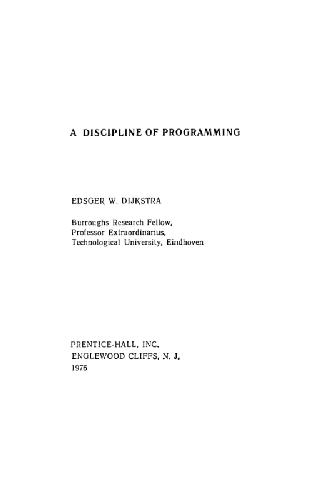 A DISCIPLINE OF PROGRAMMING
EDSGER W. DIJKSTRA
Burroughs Research Fellow,
Professor Extraordinarius,
Technological University, Eindhoven
PRENTICE-HALL, INC.
ENGLEWOOD CLIFFS, N. J.
1976